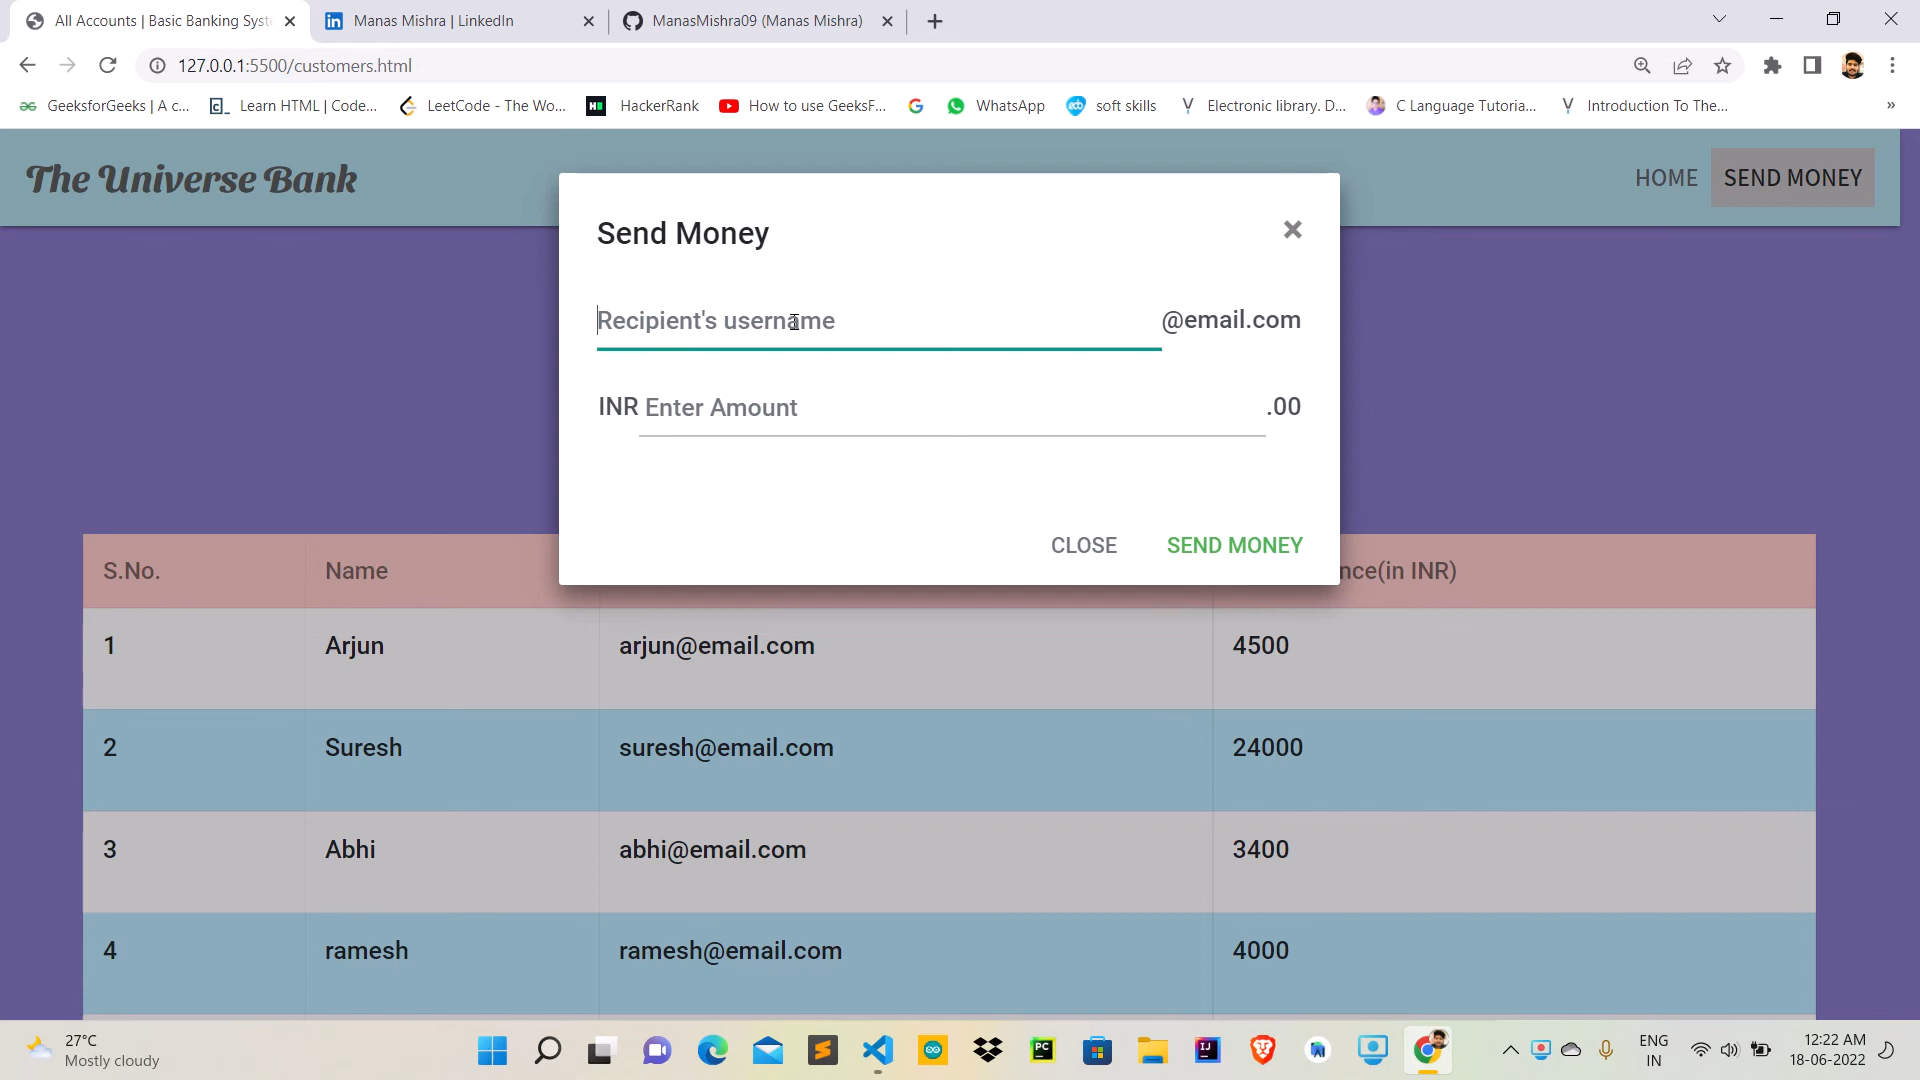 All Accounts | Basic Banking Syst
Manas Mishra | LinkedIn
ManasMishra09 (Manas Mishra)
127.0.0.1:5500/customers.html
GeeksforGeeks | A c...
Learn HTML | Code...
LeetCode - The Wo...
HackerRank
How to use GeeksF...
WhatsApp
soft skills
Electronic library. D...
C Language Tutoria...
Introduction To The...
»
The Universe Bank
HOME
SEND MONEY
Send Money
Recipient's username
@email.com
INR
Enter Amount
.00
CLOSE
SEND MONEY
S.No.
Name
nce(in INR)
1
Arjun
arjun@email.com
4500
2
Suresh
suresh@email.com
24000
3
Abhi
abhi@email.com
3400
4
ramesh
ramesh@email.com
4000
27°C
Mostly cloudy
ENG
IN
12:22 AM
18-06-2022